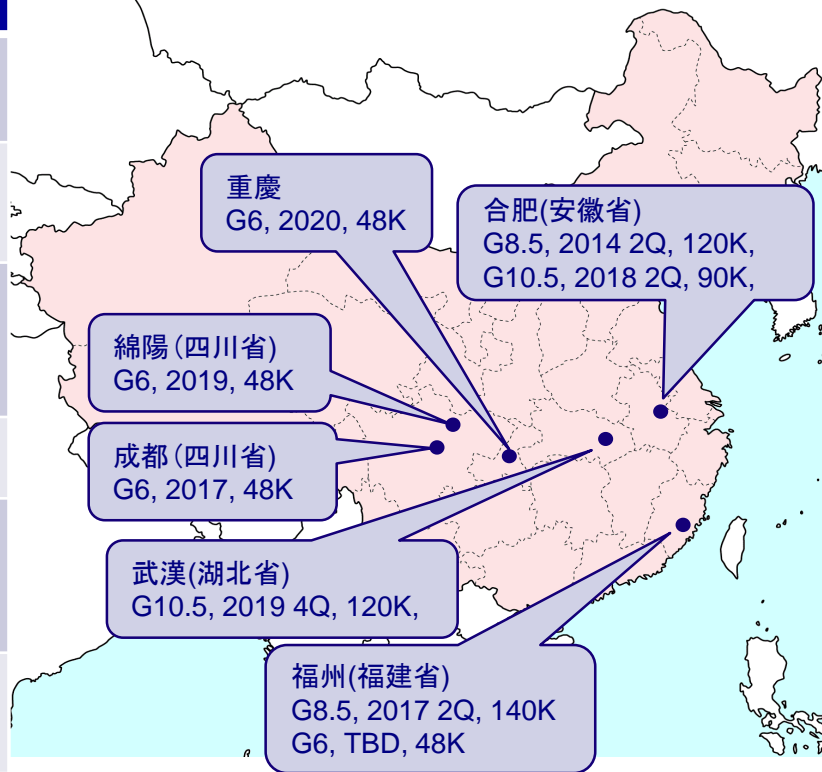 重慶
G6, 2020, 48K
合肥(安徽省)
G8.5, 2014 2Q, 120K,
G10.5, 2018 2Q, 90K,
綿陽(四川省)
G6, 2019, 48K
成都(四川省)
G6, 2017, 48K
武漢(湖北省)
G10.5, 2019 4Q, 120K,
福州(福建省)
G8.5, 2017 2Q, 140K
G6, TBD, 48K